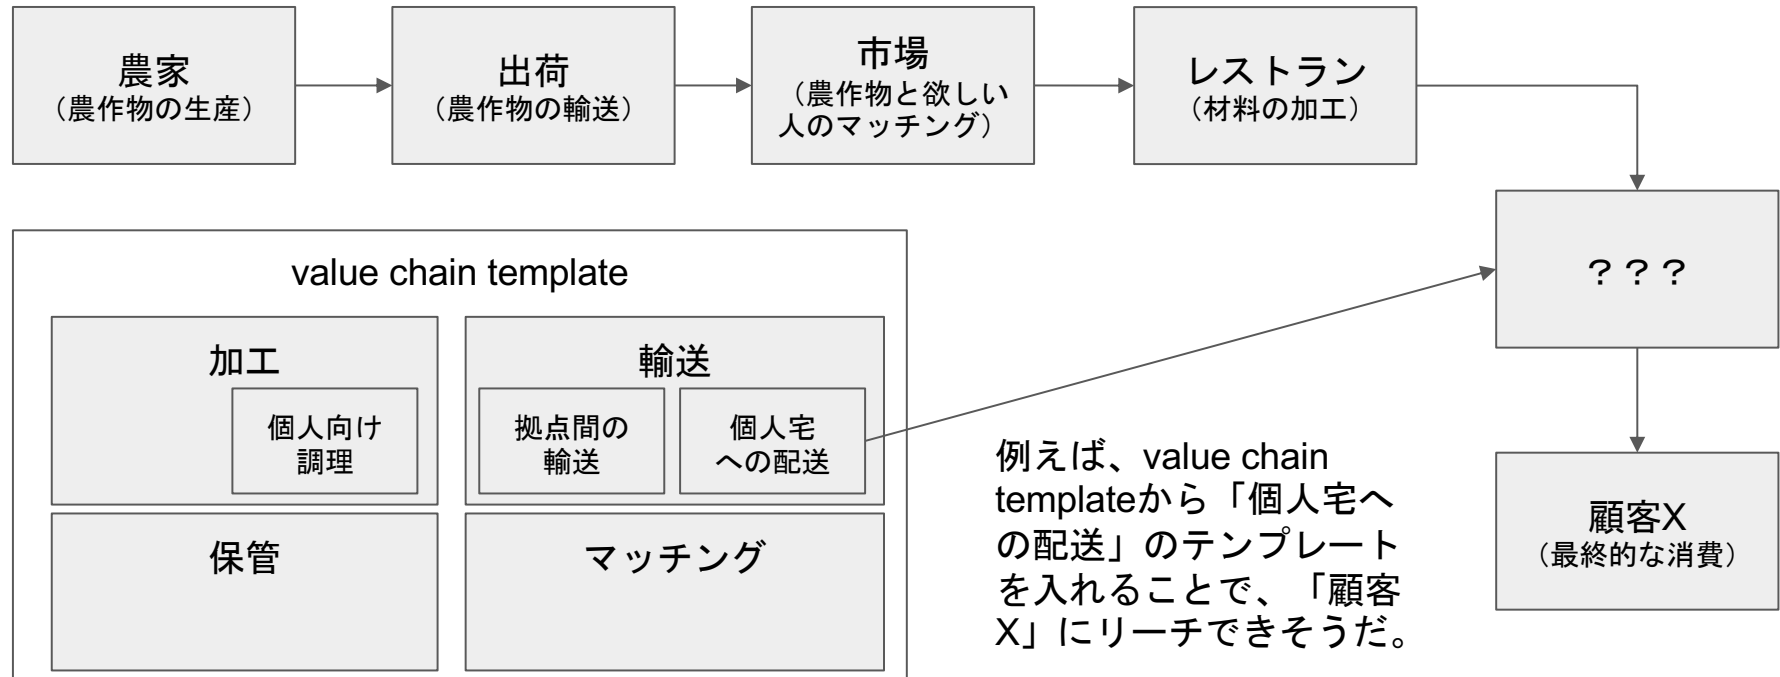 農家
（農作物の生産）
出荷
（農作物の輸送）
市場
（農作物と欲しい
人のマッチング）
レストラン
（材料の加工）
？？？
顧客X
（最終的な消費）
value chain template
加工
個人向け
調理
輸送
拠点間の
輸送
個人宅
への配送
保管
マッチング
例えば、value chain
templateから「個人宅へ
の配送」のテンプレート
を入れることで、「顧客
X」にリーチできそうだ。